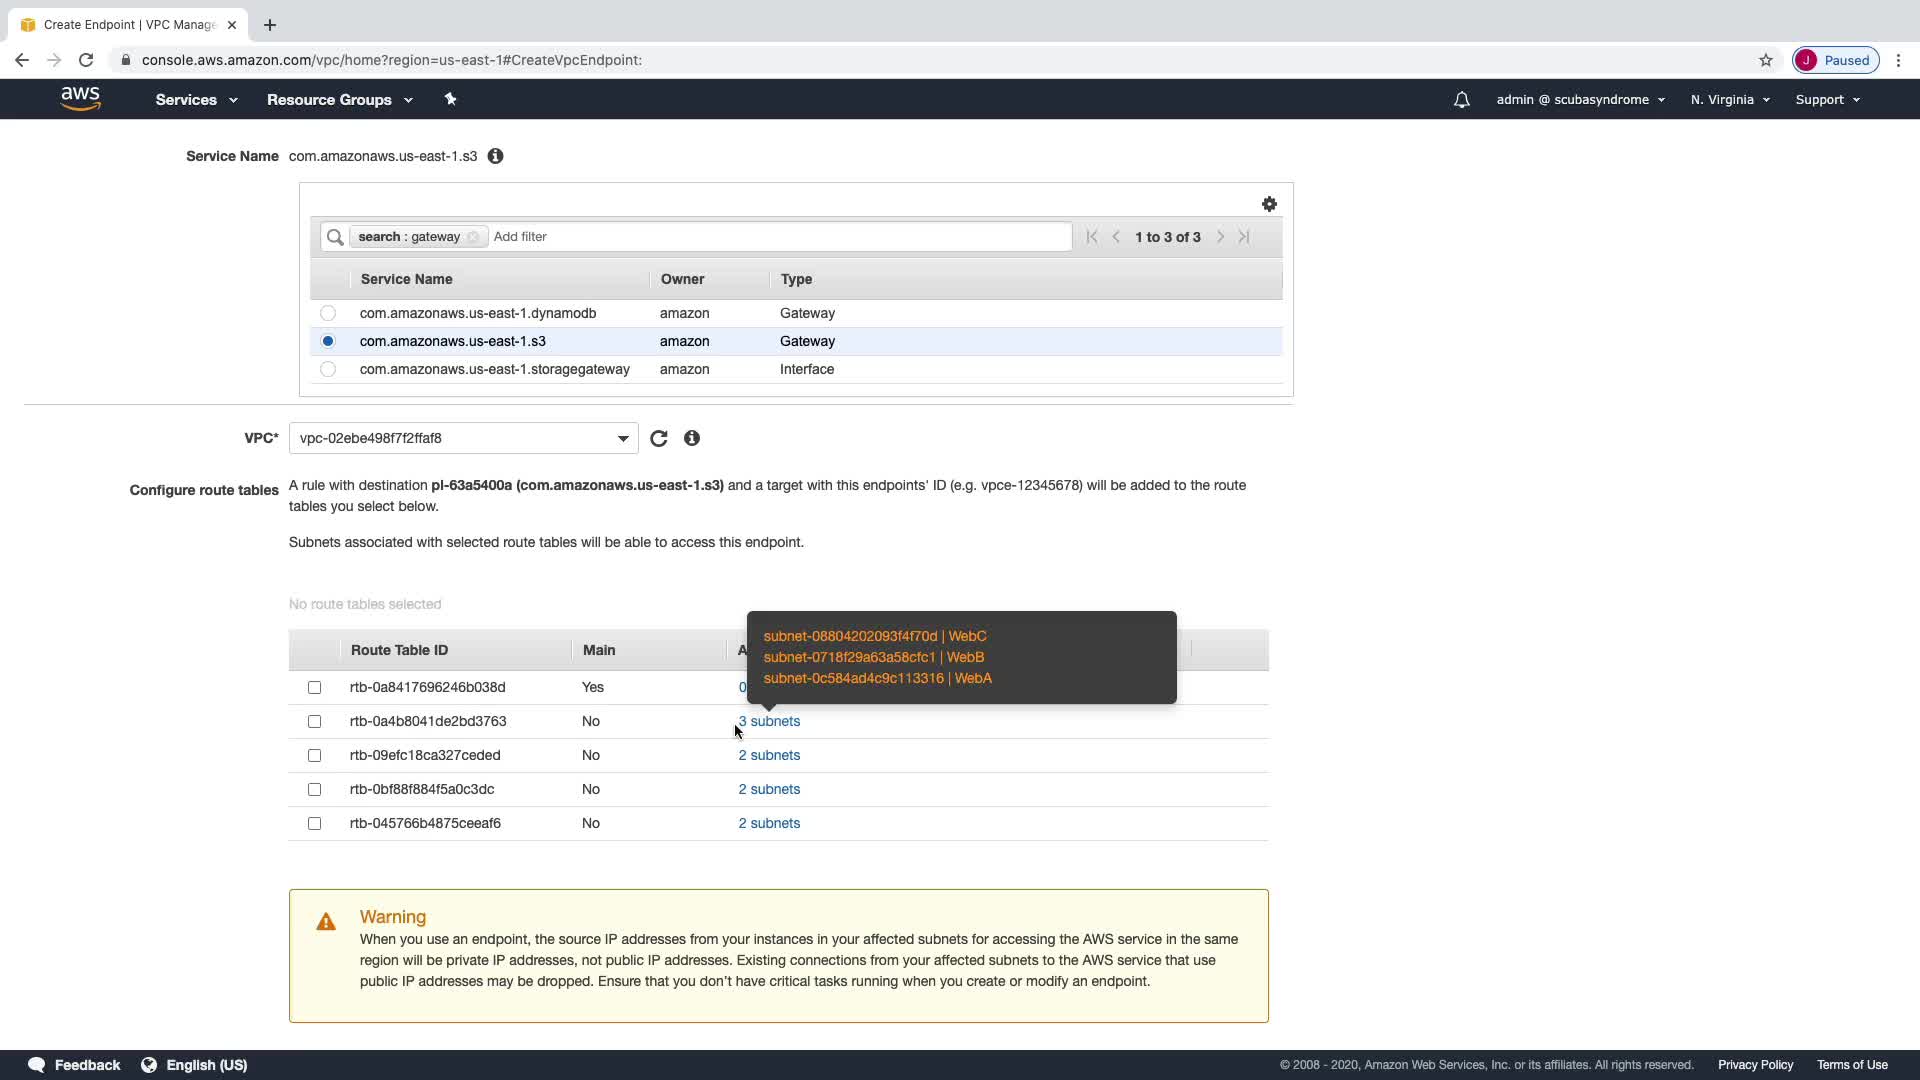 Create Endpoint | VPC Manage
console.aws.amazon.com/vpc/home?region=us-east-1#CreateVpcEndpoint:
J Paused
aws Services Resource Groups admin @ scubasyndrome N. Virginia Support
Service Name com.amazonaws.us-east-1.s3
search : gateway Add filter 1 to 3 of 3
Service Name Owner Type
com.amazonaws.us-east-1.dynamodb amazon Gateway
com.amazonaws.us-east-1.s3 amazon Gateway
com.amazonaws.us-east-1.storagegateway amazon Interface
VPC* vpc-02ebe498f7f2ffaf8
Configure route tables A rule with destination pl-63a5400a (com.amazonaws.us-east-1.s3) and a target with this endpoints' ID (e.g. vpce-12345678) will be added to the route
tables you select below.
Subnets associated with selected route tables will be able to access this endpoint.
No route tables selected
subnet-08804202093f4f70d | WebC
subnet-0718f29a63a58cfc1 | WebB
subnet-0c584ad4c9c113316 | WebA
Route Table ID Main
rtb-0a8417696246b038d Yes 0
rtb-0a4b8041de2bd3763 No 3 subnets
rtb-09efc18ca327ceded No 2 subnets
rtb-0bf88f884f5a0c3dc No 2 subnets
rtb-045766b4875ceeaf6 No 2 subnets
Warning
When you use an endpoint, the source IP addresses from your instances in your affected subnets for accessing the AWS service in the same
region will be private IP addresses, not public IP addresses. Existing connections from your affected subnets to the AWS service that use
public IP addresses may be dropped. Ensure that you don't have critical tasks running when you create or modify an endpoint.
Feedback English (US) © 2008 - 2020, Amazon Web Services, Inc. or its affiliates. All rights reserved. Privacy Policy Terms of Use